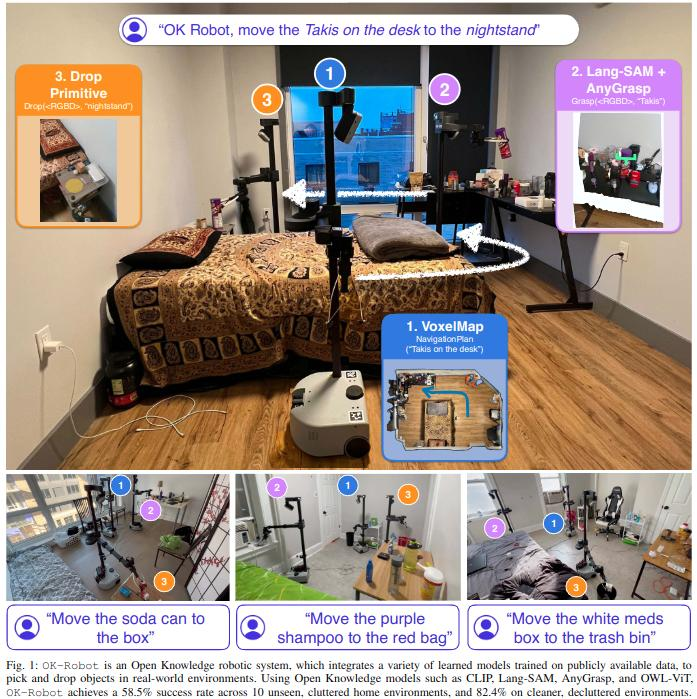 “OK Robot, move the Takis on the desk to the nightstand”
3. Drop
Primitive
Drop(<RGBD>, “nightstand”)
3
1
2
2. Lang-SAM +
AnyGrasp
Grasp(<RGBD>, “Takis”)
1. VoxelMap
NavigationPlan
(“Takis on the desk”)
1
2
3
2
1
3
2
1
3
“Move the soda can to
the box”
“Move the purple
shampoo to the red bag”
“Move the white meds
box to the trash bin”
Fig. 1: OK-Robot is an Open Knowledge robotic system, which integrates a variety of learned models trained on publicly available data, to
pick and drop objects in real-world environments. Using Open Knowledge models such as CLIP, Lang-SAM, AnyGrasp, and OWL-ViT,
OK-Robot achieves a 58.5% success rate across 10 unseen, cluttered home environments, and 82.4% on cleaner, decluttered environments